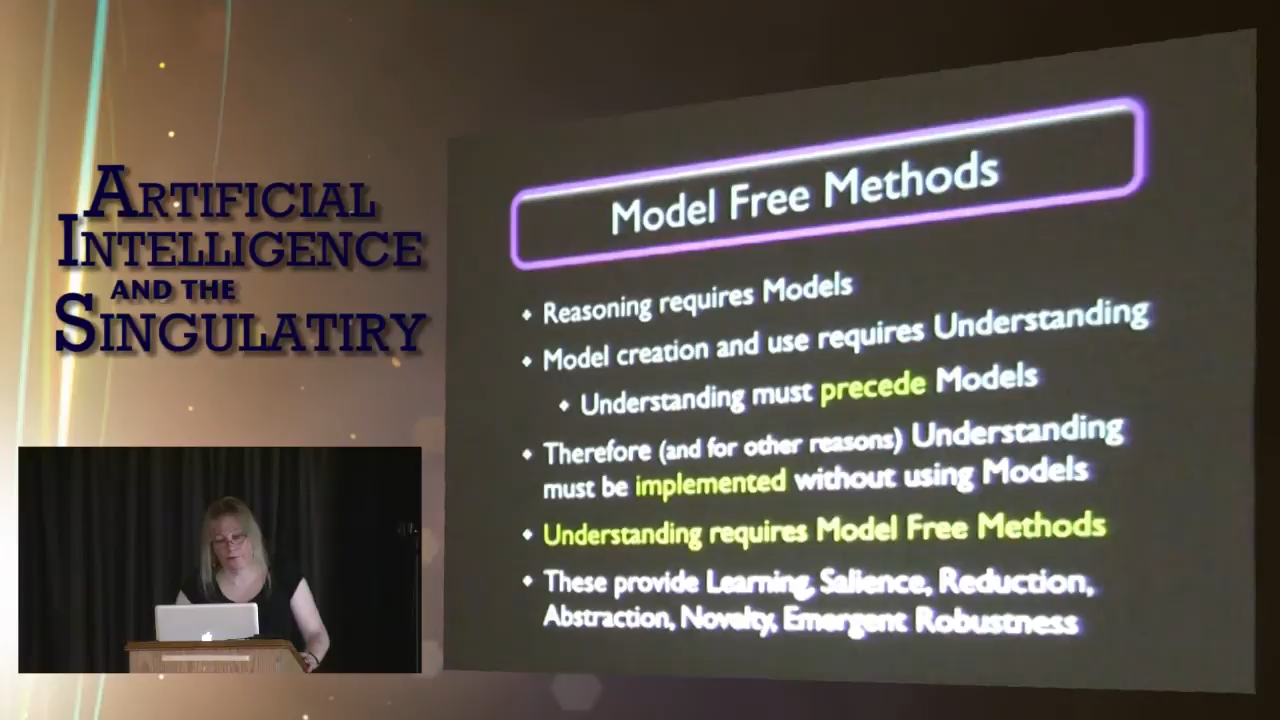 ARTIFICIAL
INTELLIGENCE
AND THE
SINGULATIRY
Model Free Methods
Reasoning requires Models
Model creation and use requires Understanding
Understanding must precede Models
Therefore (and for other reasons) Understanding
must be implemented without using Models
Understanding requires Model Free Methods
These provide Learning, Salience, Reduction,
Abstraction, Novelty, Emergent Robustness